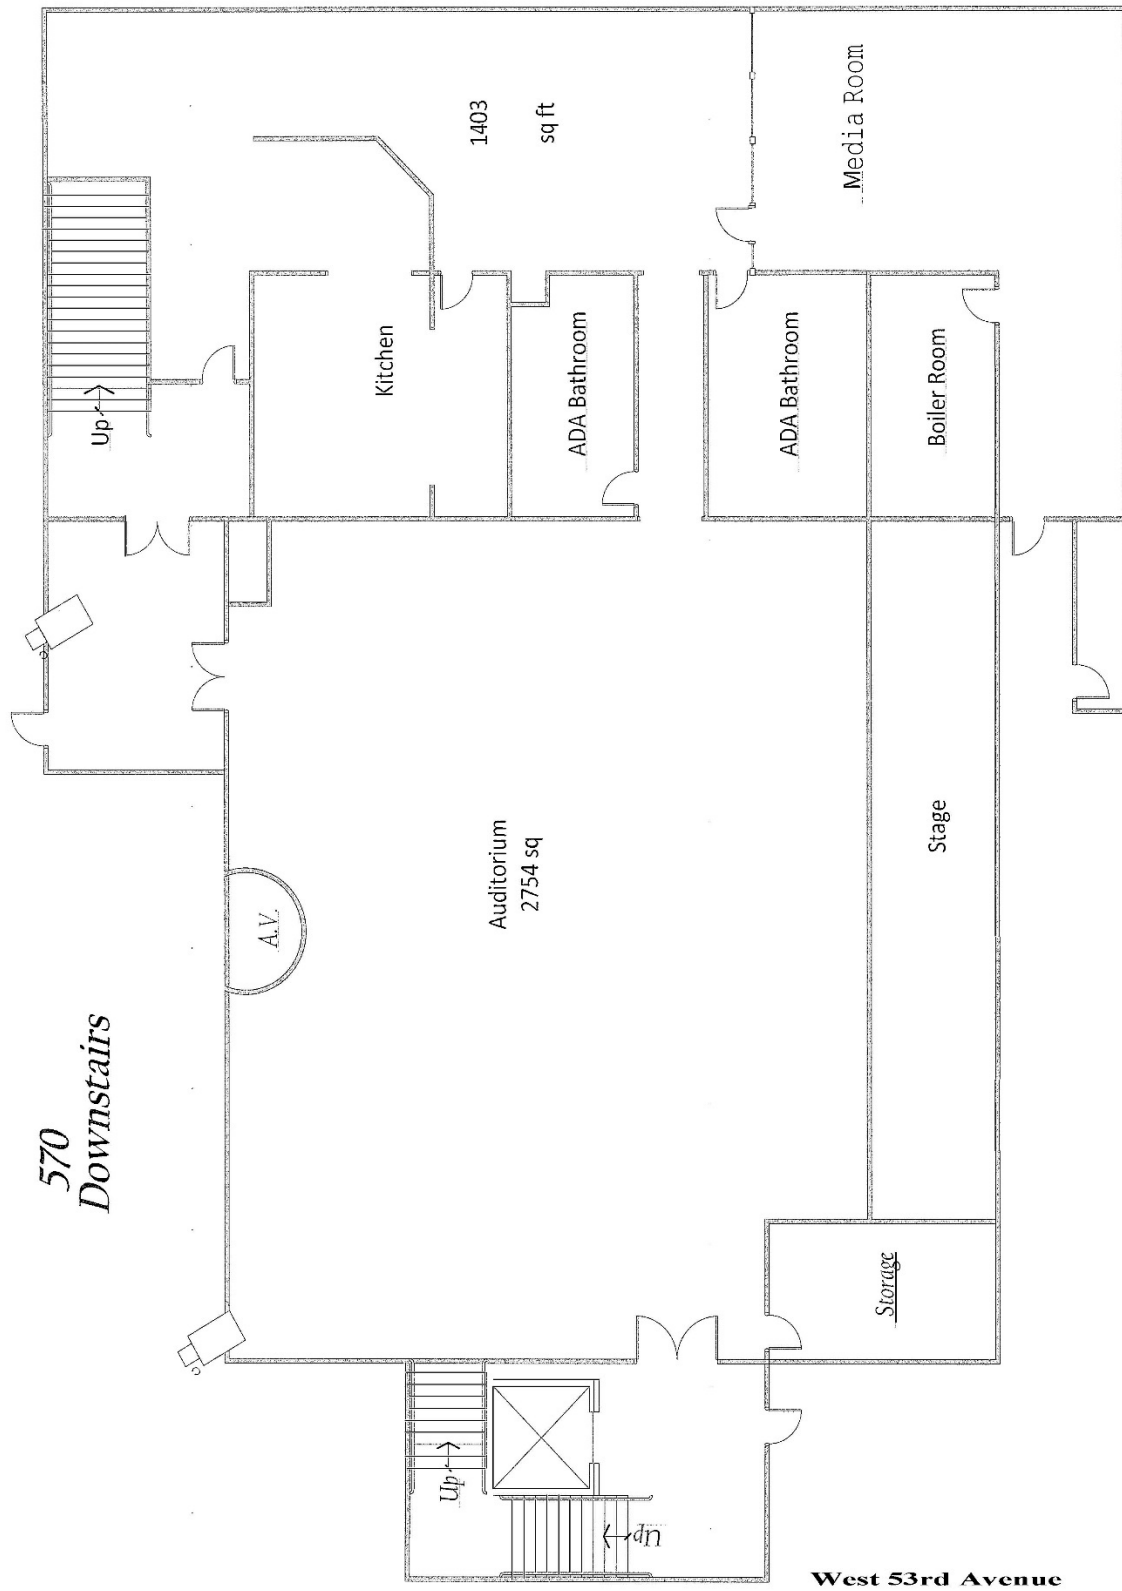 570
Downstairs
Up
1403
sq ft
Media Room
Kitchen
ADA Bathroom
ADA Bathroom
Boiler Room
A.V.
Auditorium
2754 sq
Stage
Storage
Up
Up
West 53rd Avenue